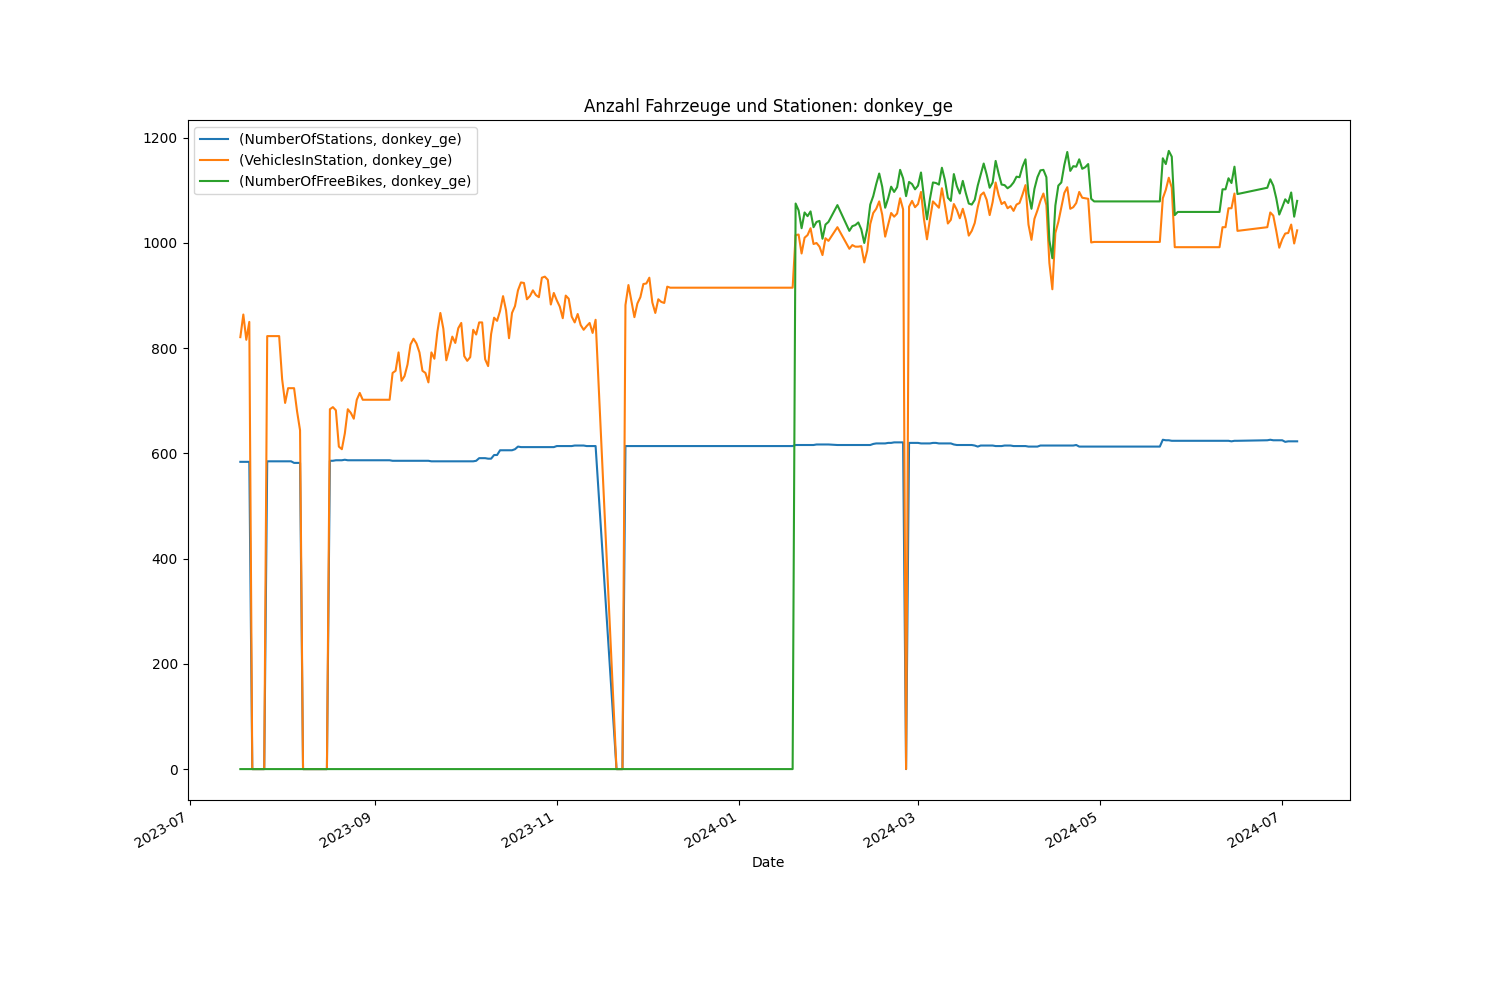 Anzahl Fahrzeuge und Stationen: donkey_ge
(NumberOfStations, donkey_ge)
(VehiclesInStation, donkey_ge)
(NumberOfFreeBikes, donkey_ge)
1200
1000
800
600
400
200
0
2023-07
2023-09
2023-11
2024-01
2024-03
2024-05
2024-07
Date